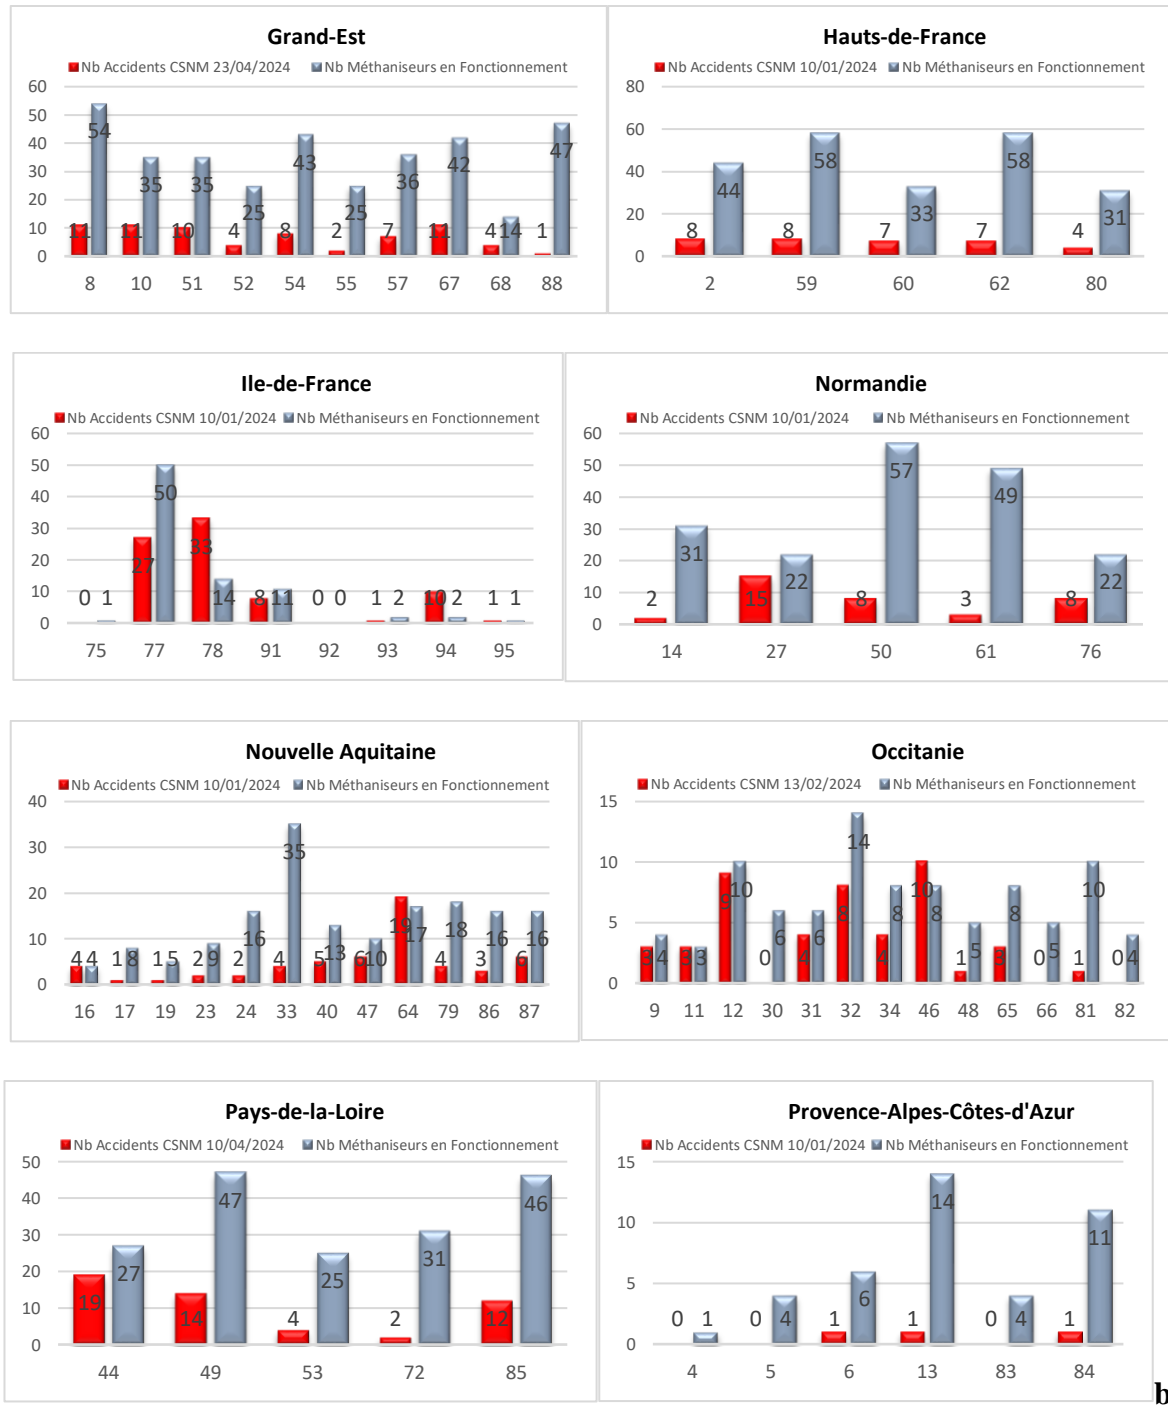 Grand-Est
Nb Accidents CSNM 23/04/2024 Nb Méthaniseurs en Fonctionnement
60
50
40
30
20
10
0
11 54 11 35 10 35 4 25 8 43 2 25 7 36 11 42 4 14 1 47
8 10 51 52 54 55 57 67 68 88
Hauts-de-France
Nb Accidents CSNM 10/01/2024 Nb Méthaniseurs en Fonctionnement
80
60
40
20
0
8 44 8 58 7 33 7 58 4 31
2 59 60 62 80
Ile-de-France
Nb Accidents CSNM 10/01/2024 Nb Méthaniseurs en Fonctionnement
60
50
40
30
20
10
0
0 1 27 50 33 14 8 11 0 0 1 2 10 2 1 1
75 77 78 91 92 93 94 95
Normandie
Nb Accidents CSNM 10/01/2024 Nb Méthaniseurs en Fonctionnement
60
50
40
30
20
10
0
2 31 15 22 8 57 3 49 8 22
14 27 50 61 76
Nouvelle Aquitaine
Nb Accidents CSNM 10/01/2024 Nb Méthaniseurs en Fonctionnement
40
30
20
10
0
4 4 1 8 1 5 2 9 2 16 4 35 5 13 6 10 19 17 4 18 3 16 6 16
16 17 19 23 24 33 40 47 64 79 86 87
Occitanie
Nb Accidents CSNM 13/02/2024 Nb Méthaniseurs en Fonctionnement
15
10
5
0
3 4 3 3 9 10 0 6 4 6 8 14 4 8 10 8 1 5 3 8 0 5 1 10 0 4
9 11 12 30 31 32 34 46 48 65 66 81 82
Pays-de-la-Loire
Nb Accidents CSNM 10/04/2024 Nb Méthaniseurs en Fonctionnement
50
40
30
20
10
0
19 27 14 47 4 25 2 31 12 46
44 49 53 72 85
Provence-Alpes-Côtes-d'Azur
Nb Accidents CSNM 10/01/2024 Nb Méthaniseurs en Fonctionnement
15
10
5
0
0 1 0 4 1 6 1 14 0 4 1 11
4 5 6 13 83 84
b